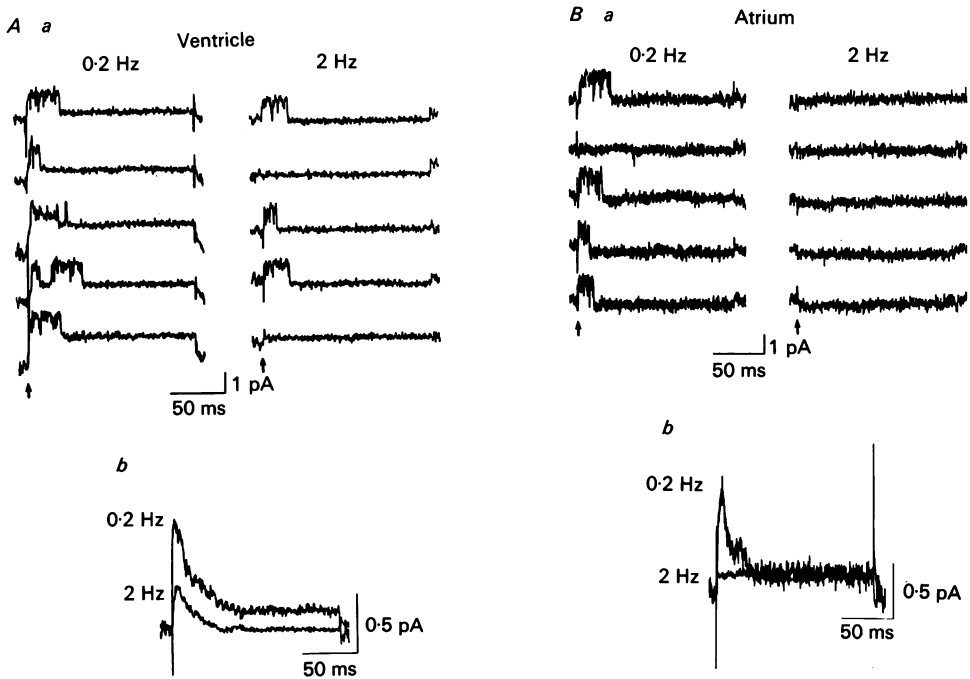 A a
Ventricle
0·2 Hz 2 Hz
1 pA
50 ms
b
0·2 Hz
2 Hz
0·5 pA
50 ms
B a
Atrium
0·2 Hz 2 Hz
1 pA
50 ms
b
0·2 Hz
2 Hz
0·5 pA
50 ms